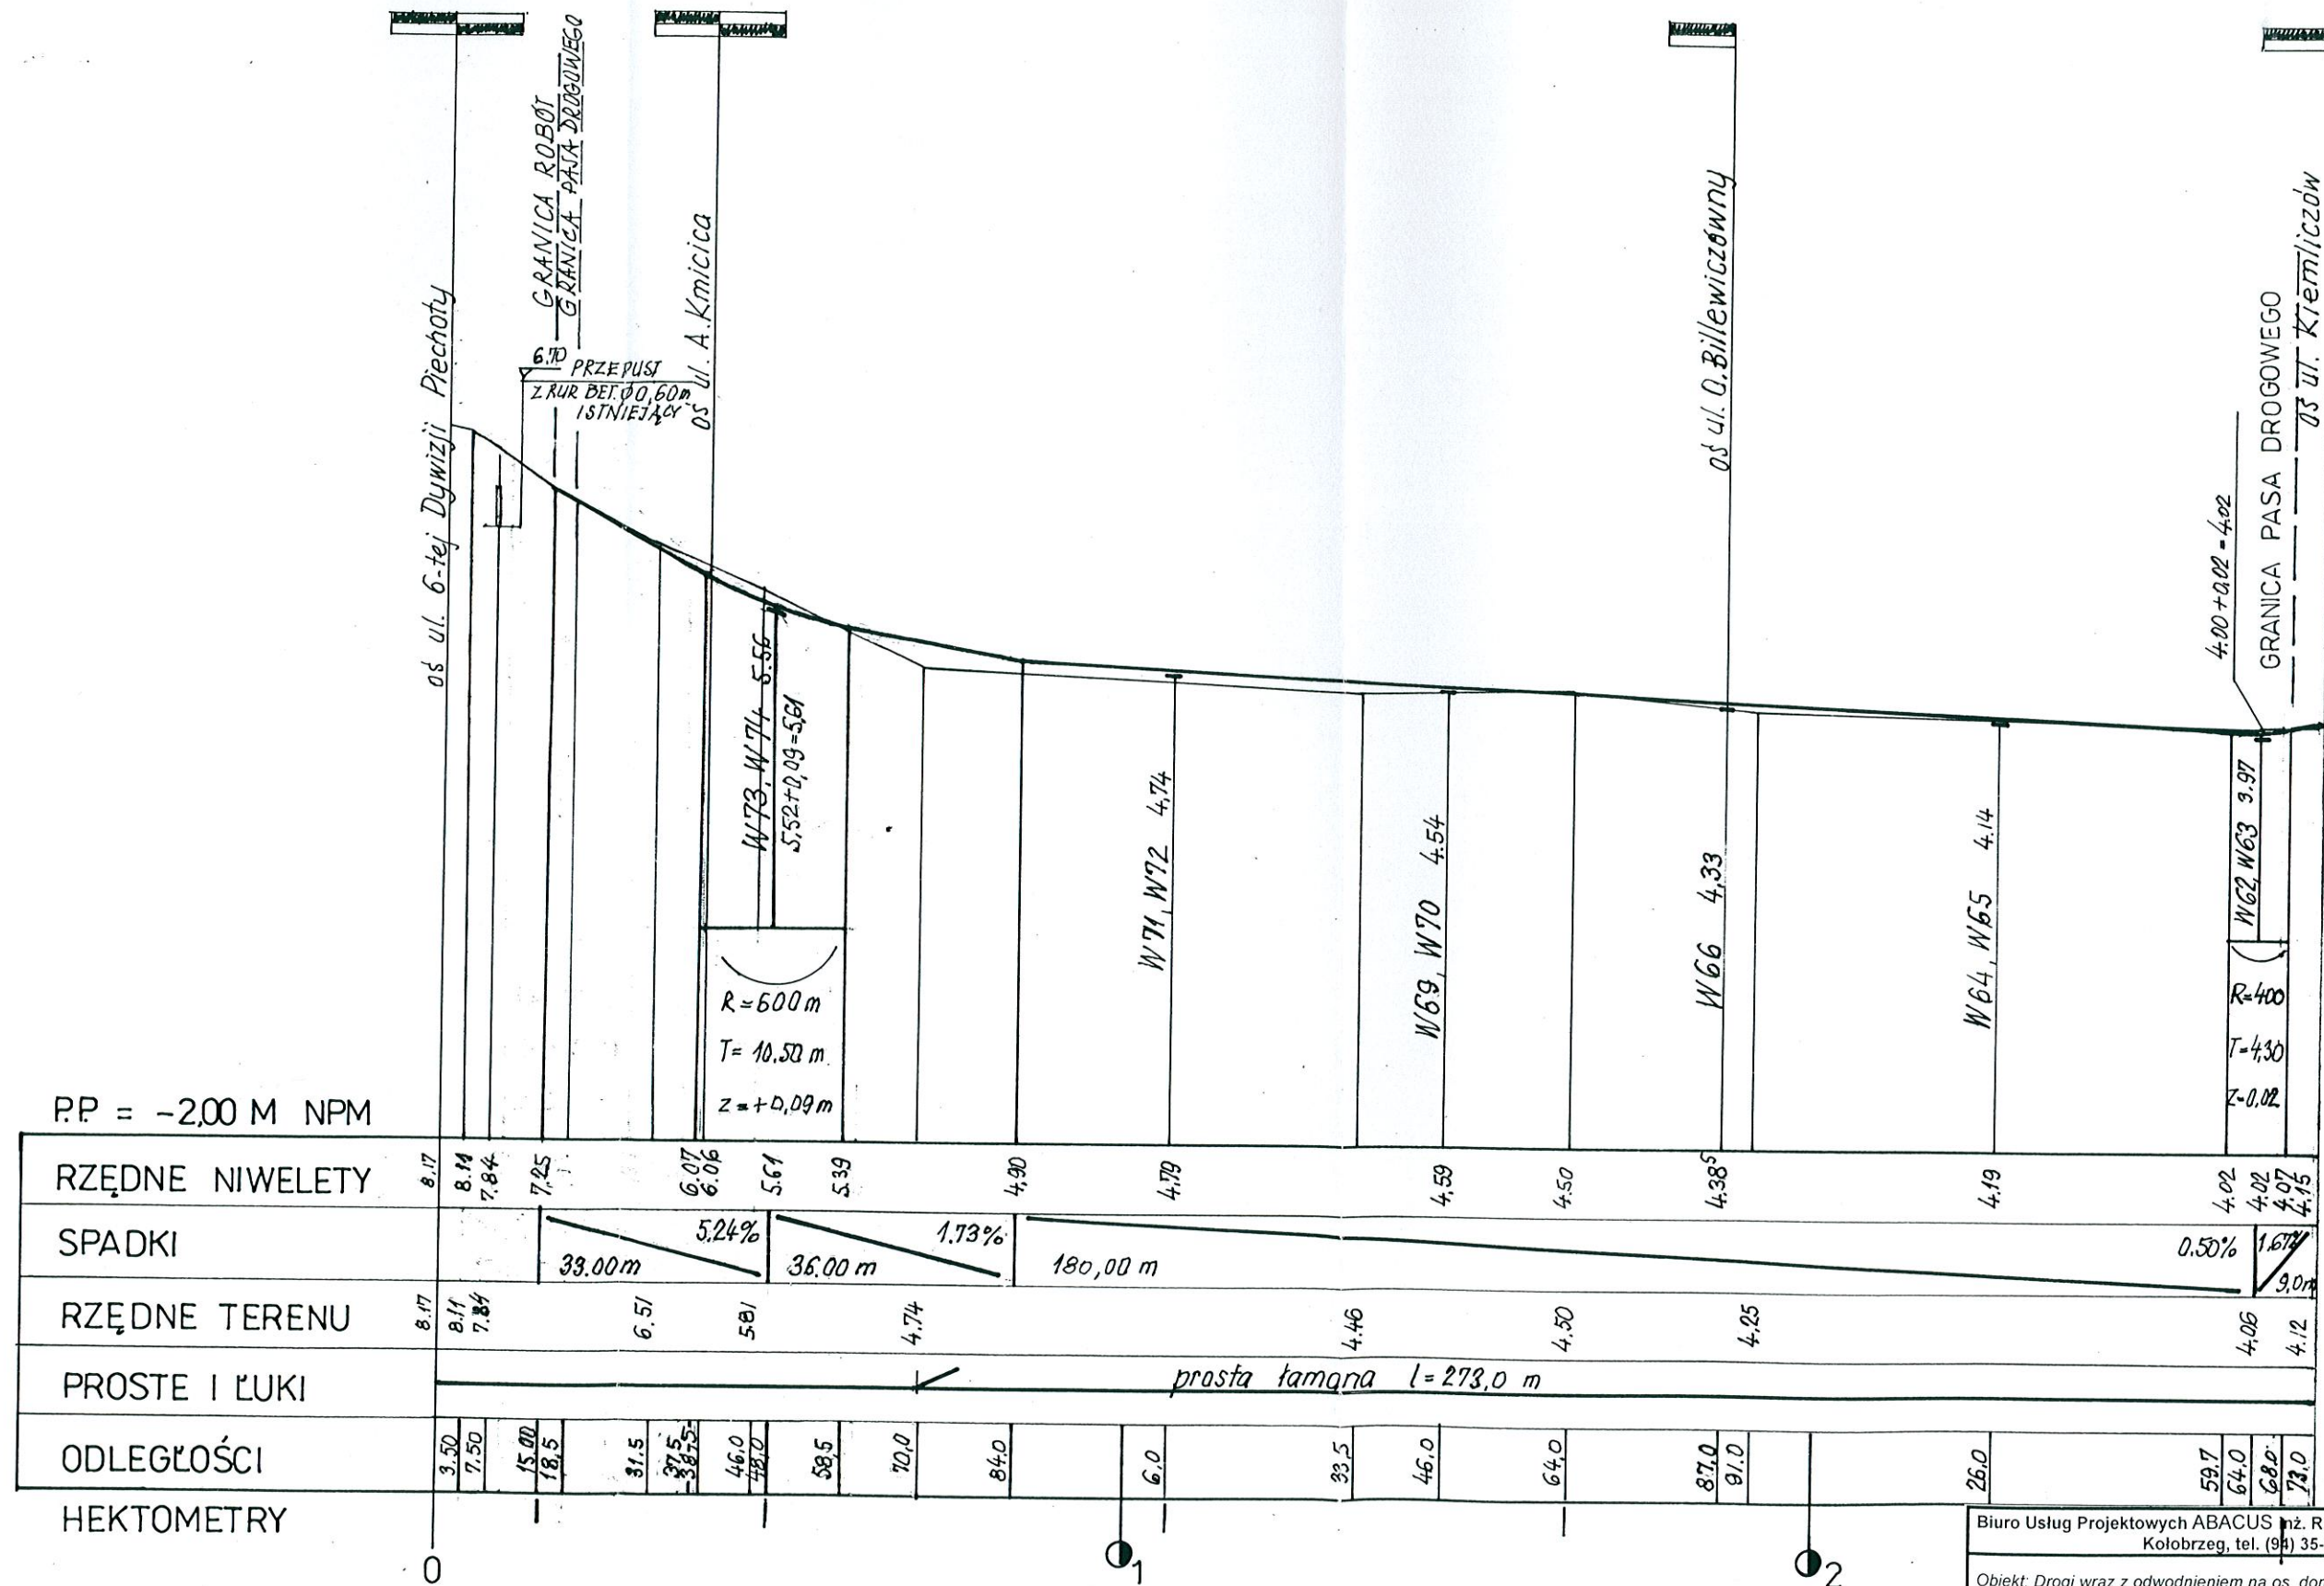 GRANICA ROBÓT
GRANICA PASA DROGOWEGO
oś ul. 6-tej Dywizji Piechoty
6.70 PRZEPUST
Z RUR BET. Ø0,60m
ISTNIEJĄCY
oś ul. A.Kmicica
oś ul. O.Billewiczówny
4.00+0.02=4.02
GRANICA PASA DROGOWEGO
oś ul. Kiemliczów
W73, W74 5.56
5,52+0,09=5,61
W71, W72 4,74
W69, W70 4.54
W66 4,33
W64, W65 4.14
W62, W63 3.97
R=600m
T= 10.50 m.
z=+0,09m
R=400
T=4,30
Z=0,02
P.P. = -2,00 M NPM
RZĘDNE NIWELETY 8.17 8.11 7.84 7,25 6.07 6.06 5.61 5.39 4,90 4,79 4,59 4.50 4.38⁵ 4.19 4.02 4.02 4.07 4.15
SPADKI 5,24% 33.00m 1.73% 36.00 m 180,00 m 0.50% 1.67% 9,0m
RZĘDNE TERENU 8.17 8.11 7.84 6,51 5.81 4.74 4.46 4,50 4,25 4,06 4.12
PROSTE I ŁUKI prosta łamana l=273,0 m
ODLEGŁOŚCI 3.50 7.50 15.00 18,5 31.5 37,5 38,5 46,0 48,0 58,5 70,0 84.0 6,0 33,5 46.0 64,0 87,0 91.0 26,0 59.7 64.0 68.0 73.0
HEKTOMETRY
0 1 2
Biuro Usług Projektowych ABACUS inż. R
Kołobrzeg, tel. (94) 35-
Obiekt: Drogi wraz z odwodnieniem na os. dom